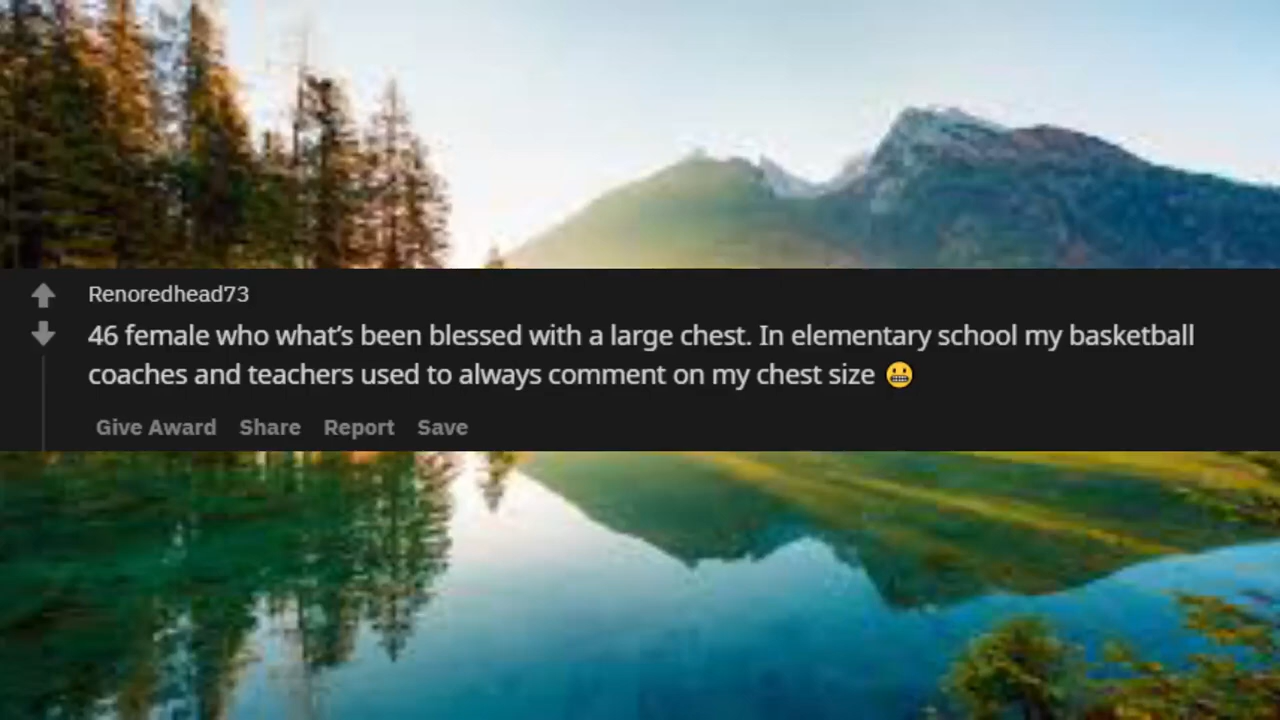 Renoredhead73
46 female who what’s been blessed with a large chest. In elementary school my basketball
coaches and teachers used to always comment on my chest size 😬
Give Award Share Report Save